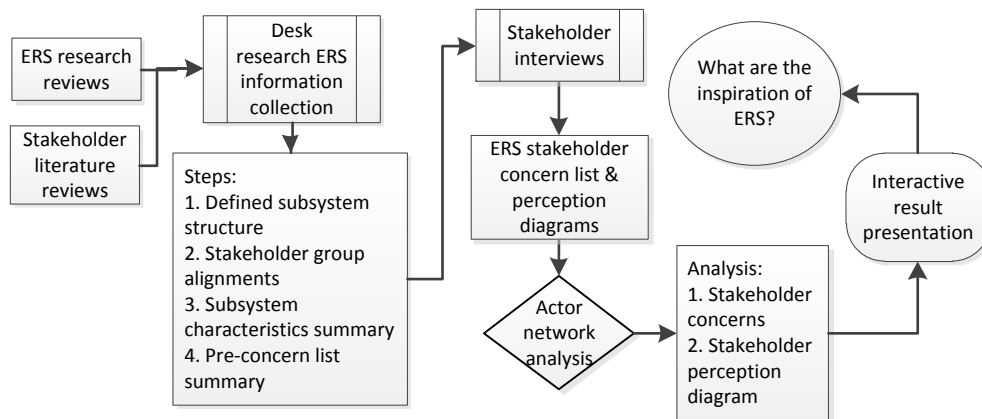 ERS research
reviews
Stakeholder
literature
reviews
Desk
research ERS
information
collection
Steps:
1. Defined subsystem
structure
2. Stakeholder group
alignments
3. Subsystem
characteristics summary
4. Pre-concern list
summary
Stakeholder
interviews
ERS stakeholder
concern list &
perception
diagrams
Actor
network
analysis
Analysis:
1. Stakeholder
concerns
2. Stakeholder
perception
diagram
Interactive
result
presentation
What are the
inspiration of
ERS?